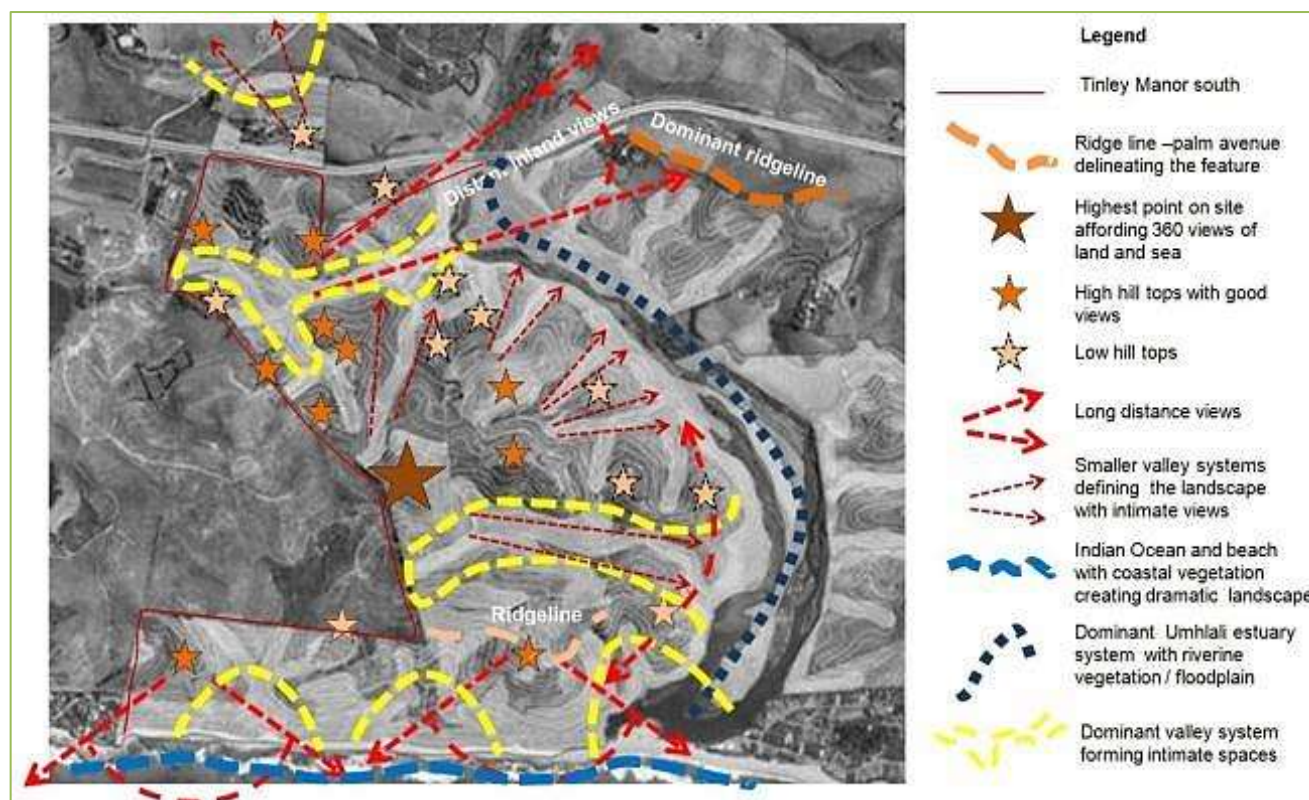 Distant Inland views
Dominant ridgeline
Ridgeline
Legend
Tinley Manor south
Ridge line –palm avenue
delineating the feature
Highest point on site
affording 360 views of
land and sea
High hill tops with good
views
Low hill tops
Long distance views
Smaller valley systems
defining the landscape
with intimate views
Indian Ocean and beach
with coastal vegetation
creating dramatic landscape
Dominant Umhlali estuary
system with riverine
vegetation / floodplain
Dominant valley system
forming intimate spaces